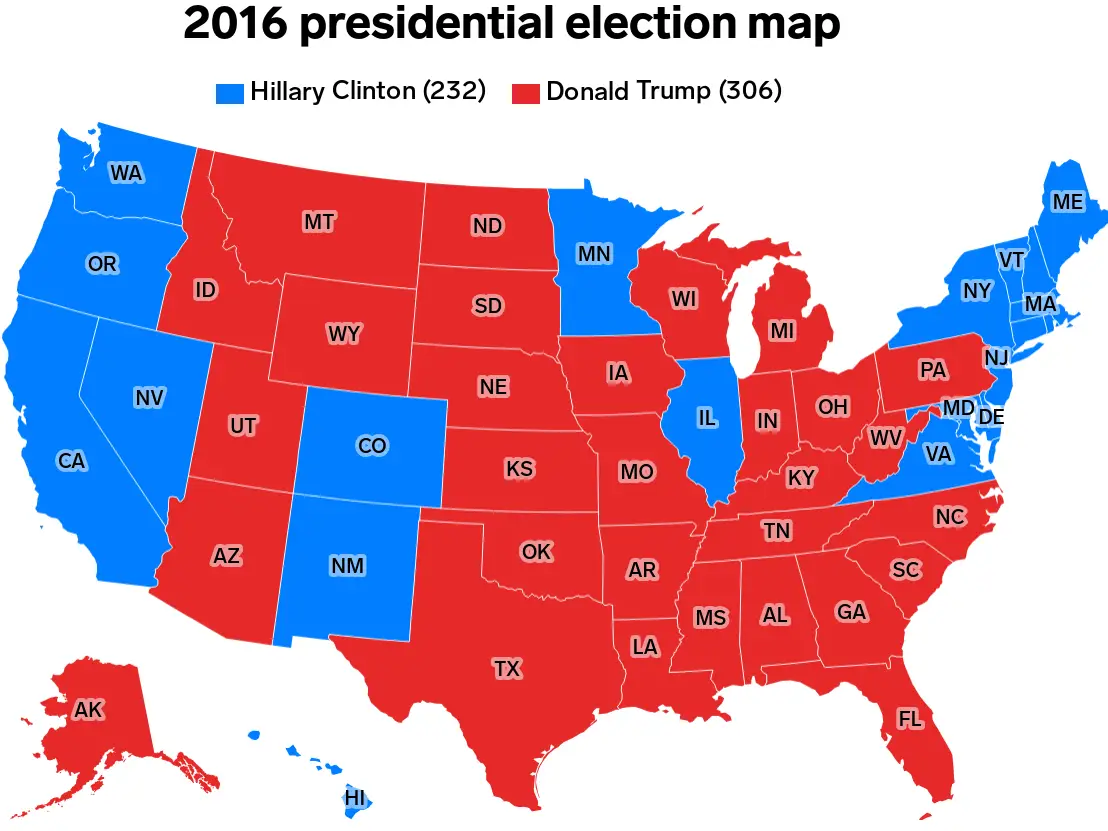 2016 presidential election map
Hillary Clinton (232) Donald Trump (306)
WA
ME
MT
ND
VT
OR
MN
NY
ID
SD
WI
MA
MI
WY
NJ
PA
IA
NE
NV
OH
MD
DE
IL
IN
UT
WV
CO
VA
CA
KS
MO
KY
NC
TN
AZ
OK
NM
AR
SC
MS
AL
GA
LA
TX
AK
FL
HI